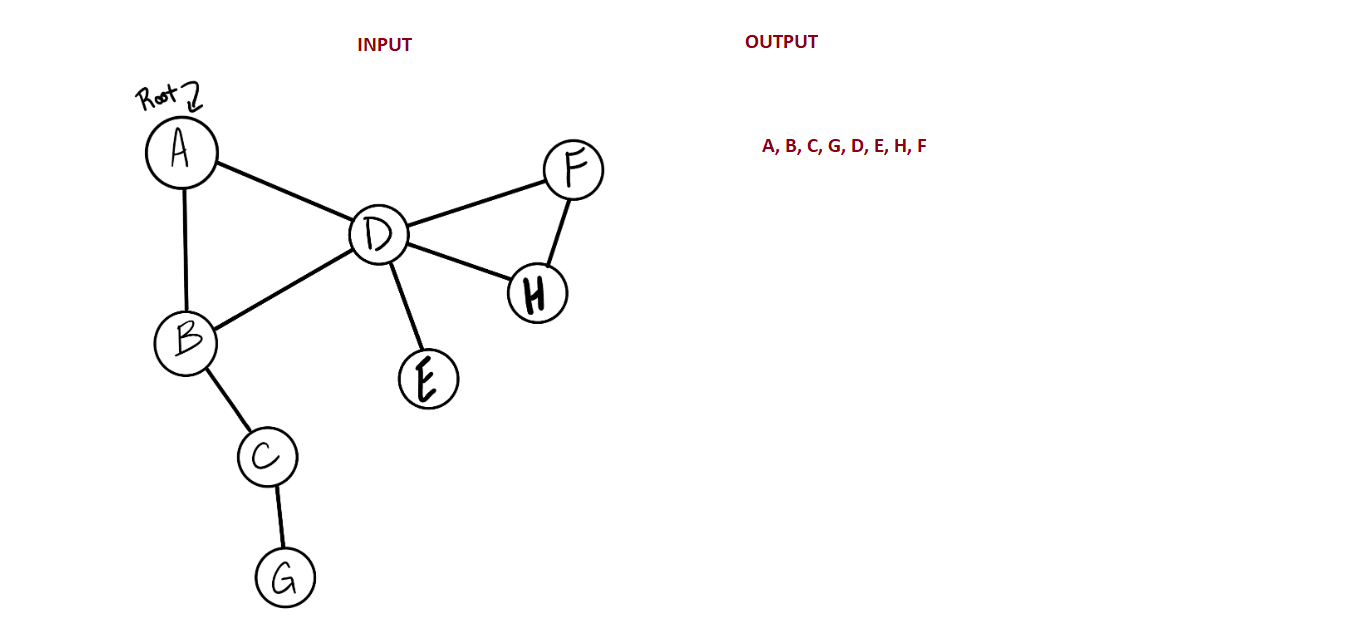 INPUT
OUTPUT
Root
A
A, B, C, G, D, E, H, F
F
D
H
B
E
C
G